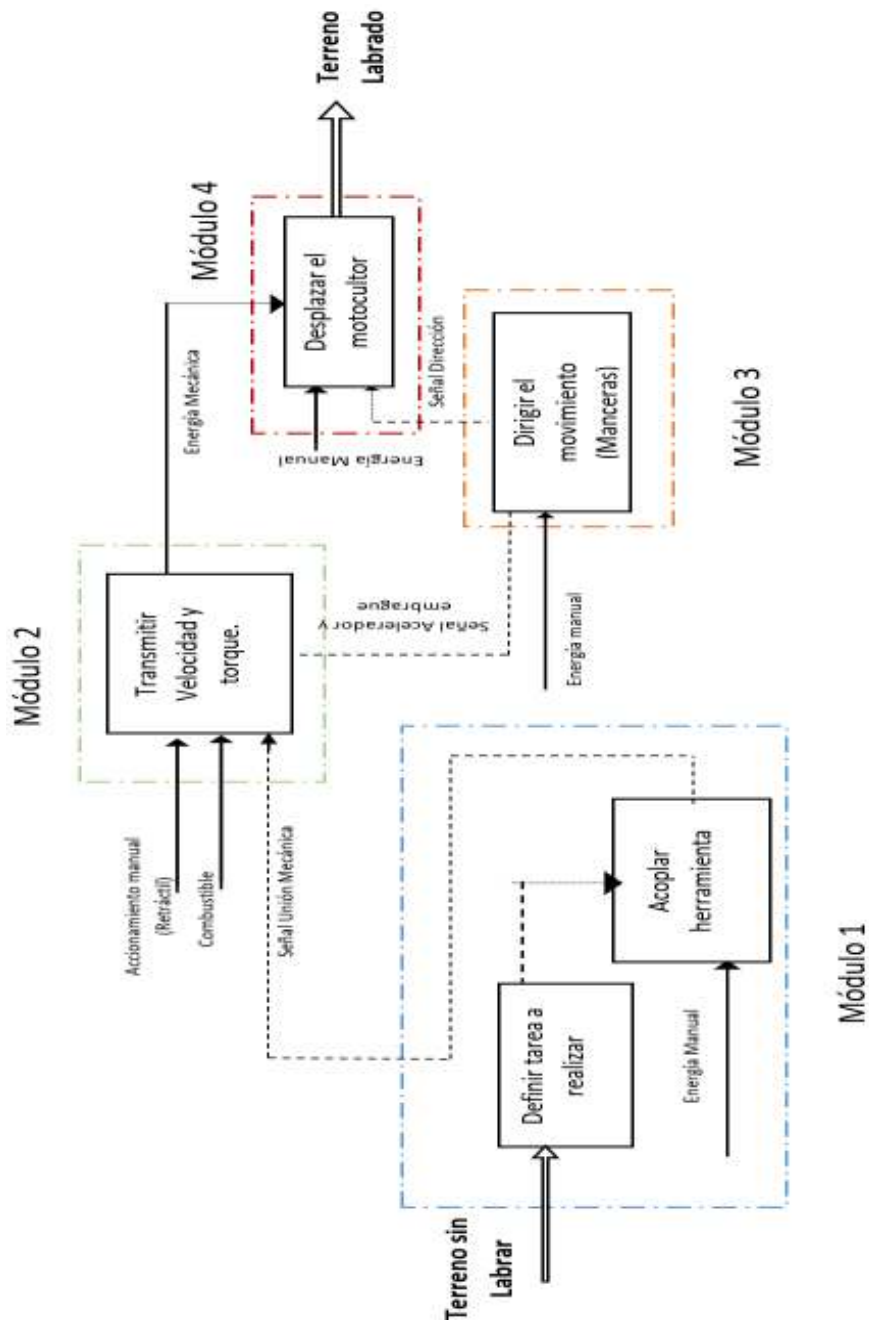 Módulo 2
Módulo 4
Accionamiento manual
(Retráctil)
Combustible
Señal Unión Mecánica
Transmitir
Velocidad y
torque.
Energía Mecánica
Energía Manual
Desplazar el
motocultor
Terreno
Labrado
Señal Acelerador y
embrague
Señal Dirección
Terreno sin
Labrar
Definir tarea a
realizar
Energía Manual
Acoplar
herramienta
Energía manual
Dirigir el
movimiento
(Manceras)
Módulo 1
Módulo 3